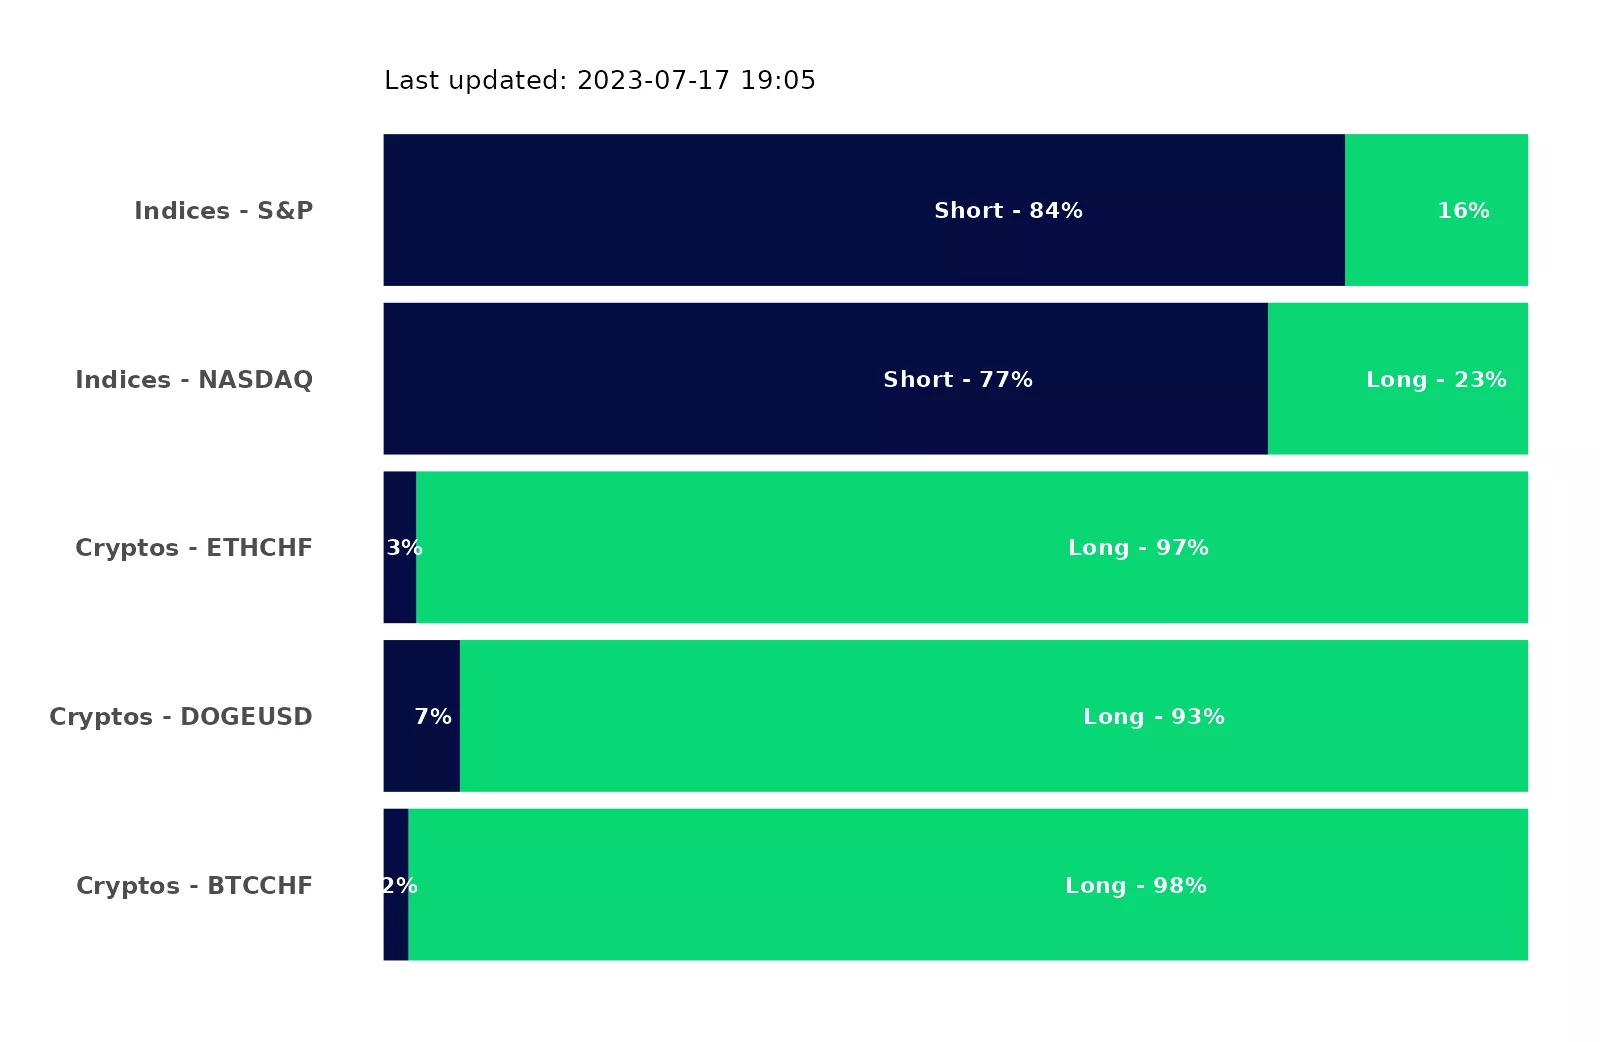 Last updated: 2023-07-17 19:05
Indices - S&P
Short - 84%
16%
Indices - NASDAQ
Short - 77%
Long - 23%
Cryptos - ETHCHF
3%
Long - 97%
Cryptos - DOGEUSD
7%
Long - 93%
Cryptos - BTCCHF
2%
Long - 98%